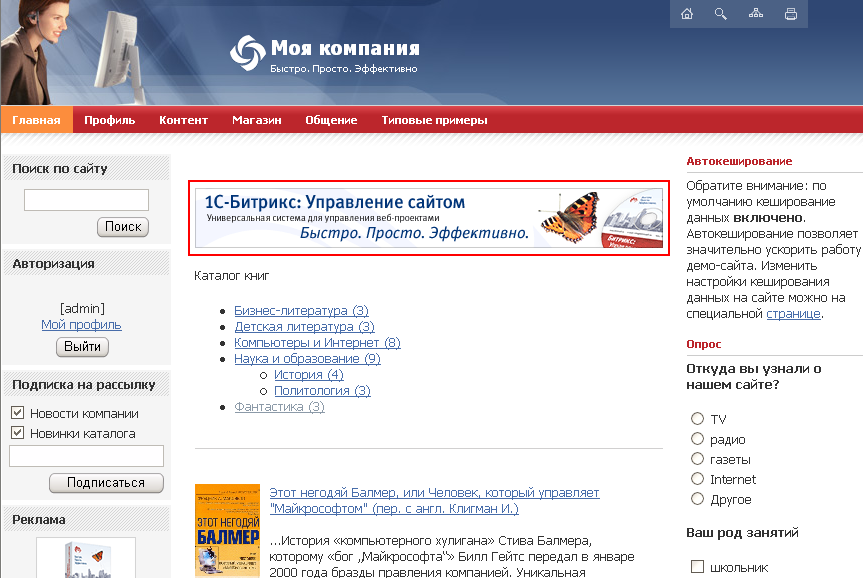 Моя компания
Быстро. Просто. Эффективно
Главная Профиль Контент Магазин Общение Типовые примеры
Поиск по сайту
Поиск
Авторизация
[admin]
Мой профиль
Выйти
Подписка на рассылку
Новости компании
Новинки каталога
Подписаться
Реклама
1С-Битрикс: Управление сайтом
Универсальная система для управления веб-проектами
Быстро. Просто. Эффективно.
Каталог книг
Бизнес-литература (3)
Детская литература (3)
Компьютеры и Интернет (8)
Наука и образование (9)
История (4)
Политология (3)
Фантастика (3)
ЭТОТ НЕГОДЯЙ
БАЛМЕР
Этот негодяй Балмер, или Человек, который управляет
"Майкрософтом" (пер. с англ. Клигман И.)
...История «компьютерного хулигана» Стива Балмера,
которому «бог „Майкрософта"» Билл Гейтс передал в январе
2000 года бразды правления компанией. Уникальная
Автокеширование
Обратите внимание: по
умолчанию кеширование
данных включено.
Автокеширование позволяет
значительно ускорить работу
демо-сайта. Изменить
настройки кеширования
данных на сайте можно на
специальной странице.
Опрос
Откуда вы узнали о
нашем сайте?
TV
радио
газеты
Internet
Другое
Ваш род занятий
школьник